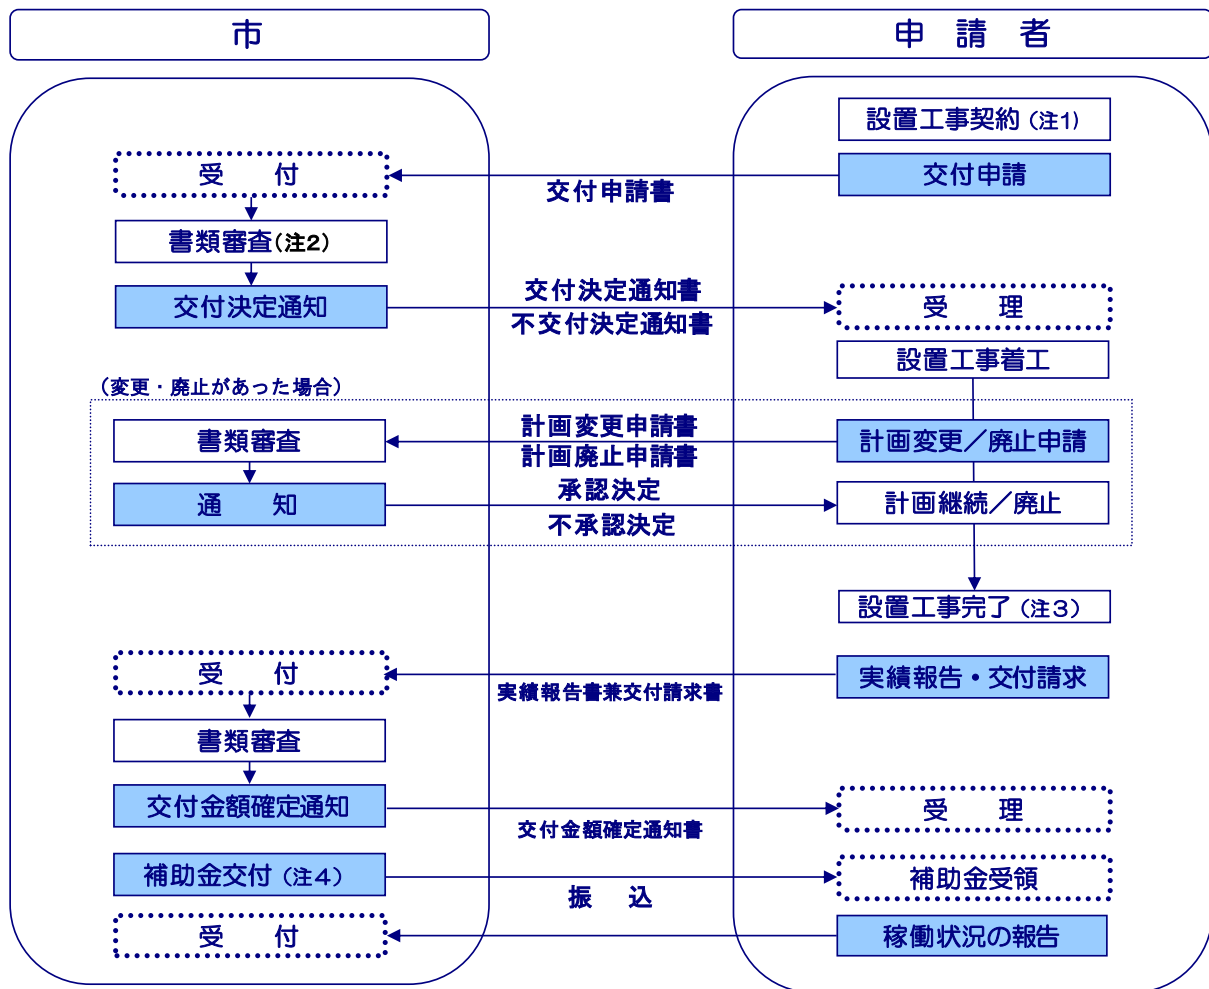 市
申 請 者
設置工事契約 (注1)
受 付
交付申請
交付申請書
書類審査(注2)
交付決定通知
交付決定通知書
不交付決定通知書
受 理
設置工事着工
（変更・廃止があった場合）
書類審査
計画変更申請書
計画廃止申請書
計画変更／廃止申請
通 知
承認決定
不承認決定
計画継続／廃止
設置工事完了（注３）
受 付
実績報告書兼交付請求書
実績報告・交付請求
書類審査
交付金額確定通知
交付金額確定通知書
受 理
補助金交付（注４）
振 込
補助金受領
受 付
稼働状況の報告